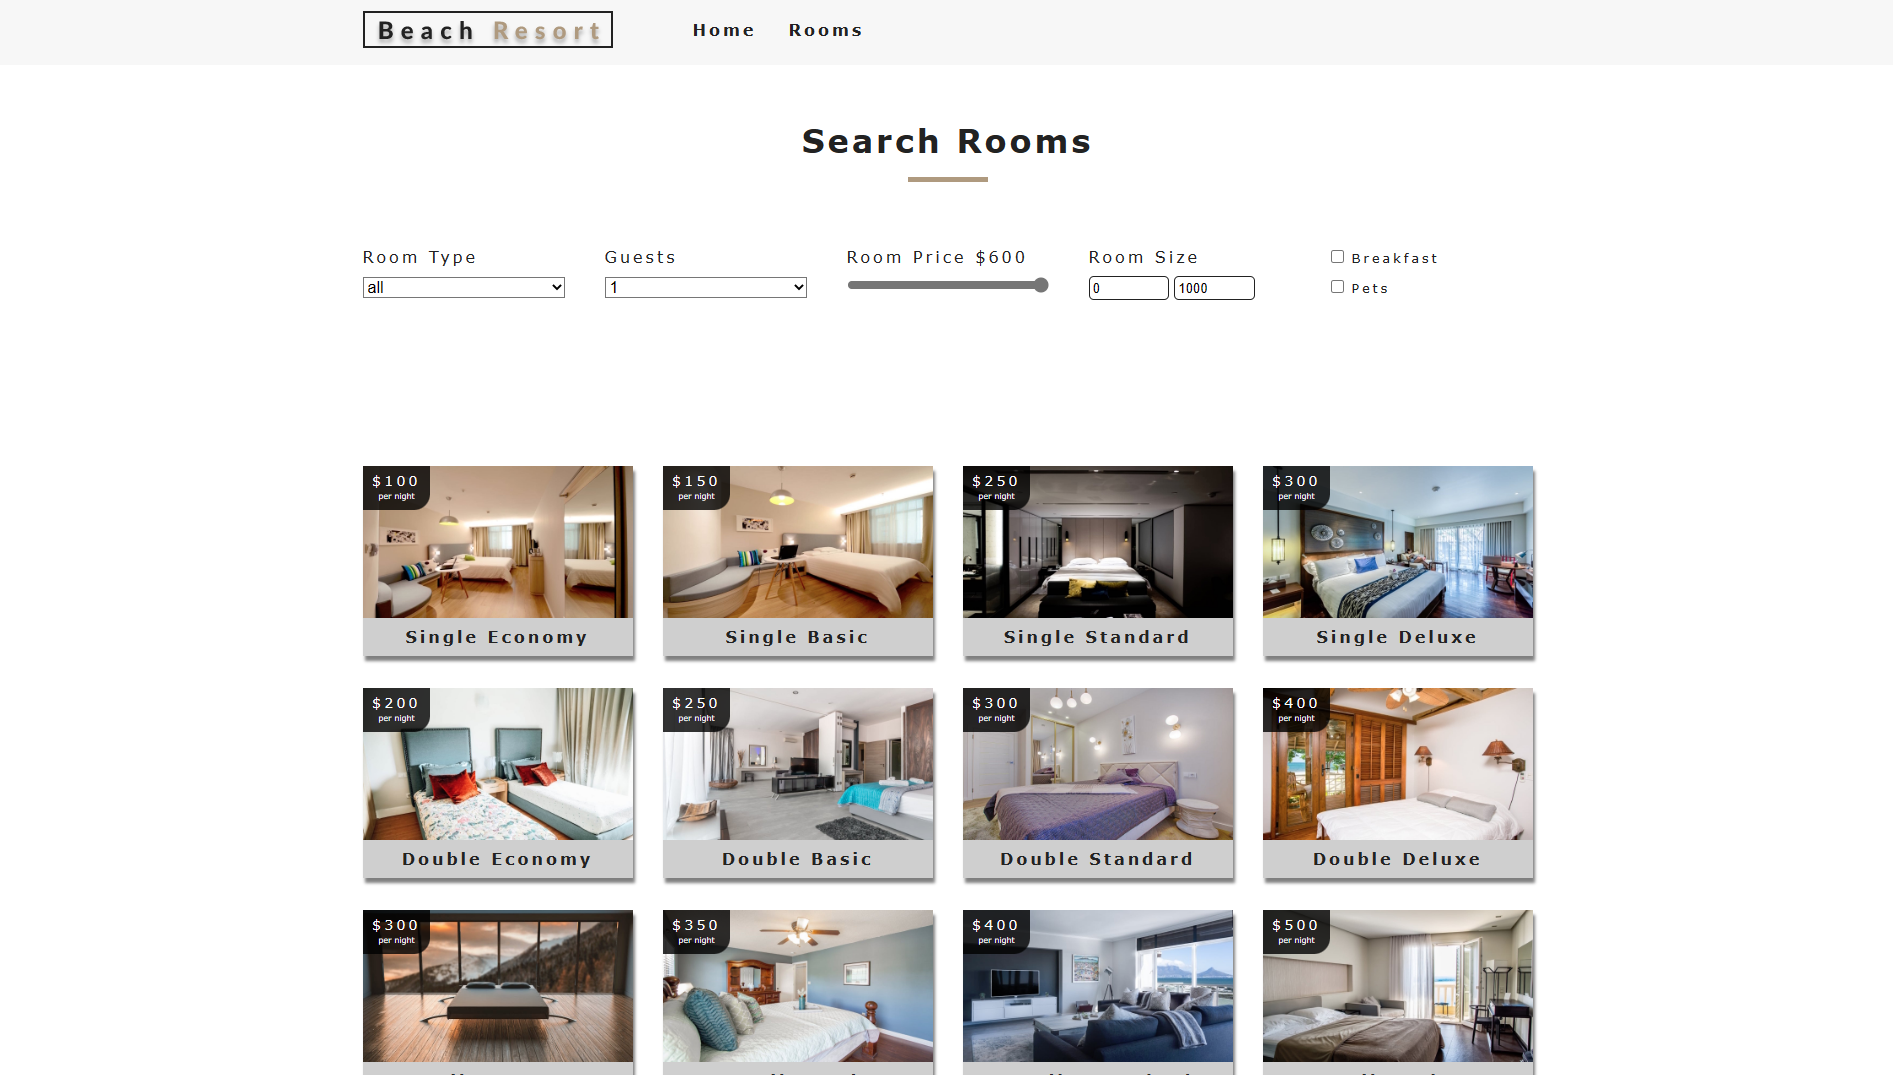 Beach Resort
Home Rooms
Search Rooms
Room Type Guests Room Price $600 Room Size Breakfast
all 1 0 1000 Pets
$100 $150 $250 $300
per night per night per night per night
Single Economy Single Basic Single Standard Single Deluxe
$200 $250 $300 $400
per night per night per night per night
Double Economy Double Basic Double Standard Double Deluxe
$300 $350 $400 $500
per night per night per night per night